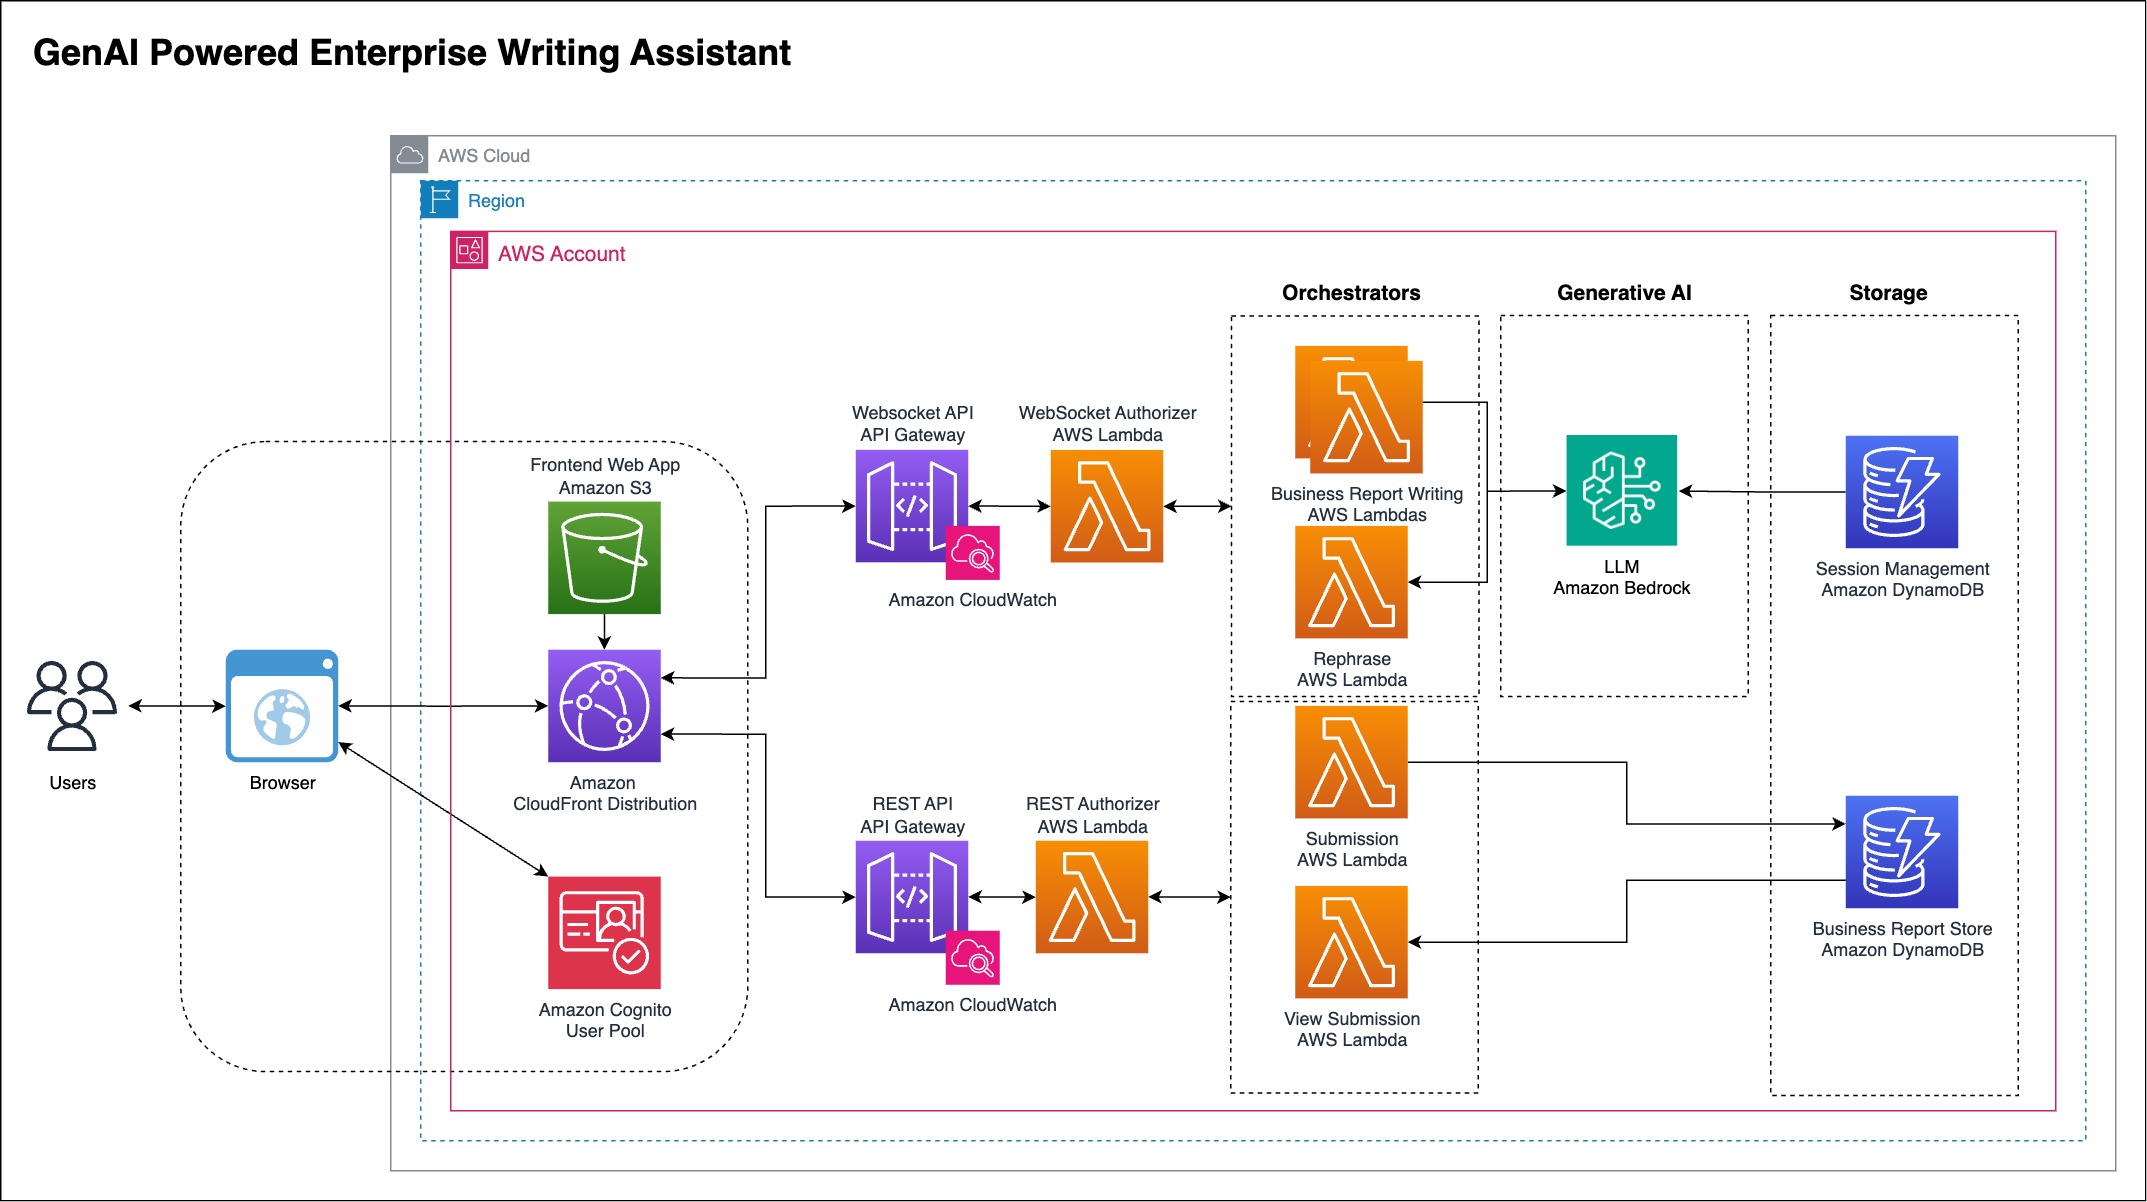 GenAI Powered Enterprise Writing Assistant
AWS Cloud
Region
AWS Account
Orchestrators
Generative AI
Storage
Websocket API
API Gateway
WebSocket Authorizer
AWS Lambda
Frontend Web App
Amazon S3
Business Report Writing
AWS Lambdas
</>
Amazon CloudWatch
LLM
Amazon Bedrock
Session Management
Amazon DynamoDB
Rephrase
AWS Lambda
Users
Browser
Amazon
CloudFront Distribution
REST API
API Gateway
REST Authorizer
AWS Lambda
Submission
AWS Lambda
</>
Business Report Store
Amazon DynamoDB
Amazon Cognito
User Pool
Amazon CloudWatch
View Submission
AWS Lambda